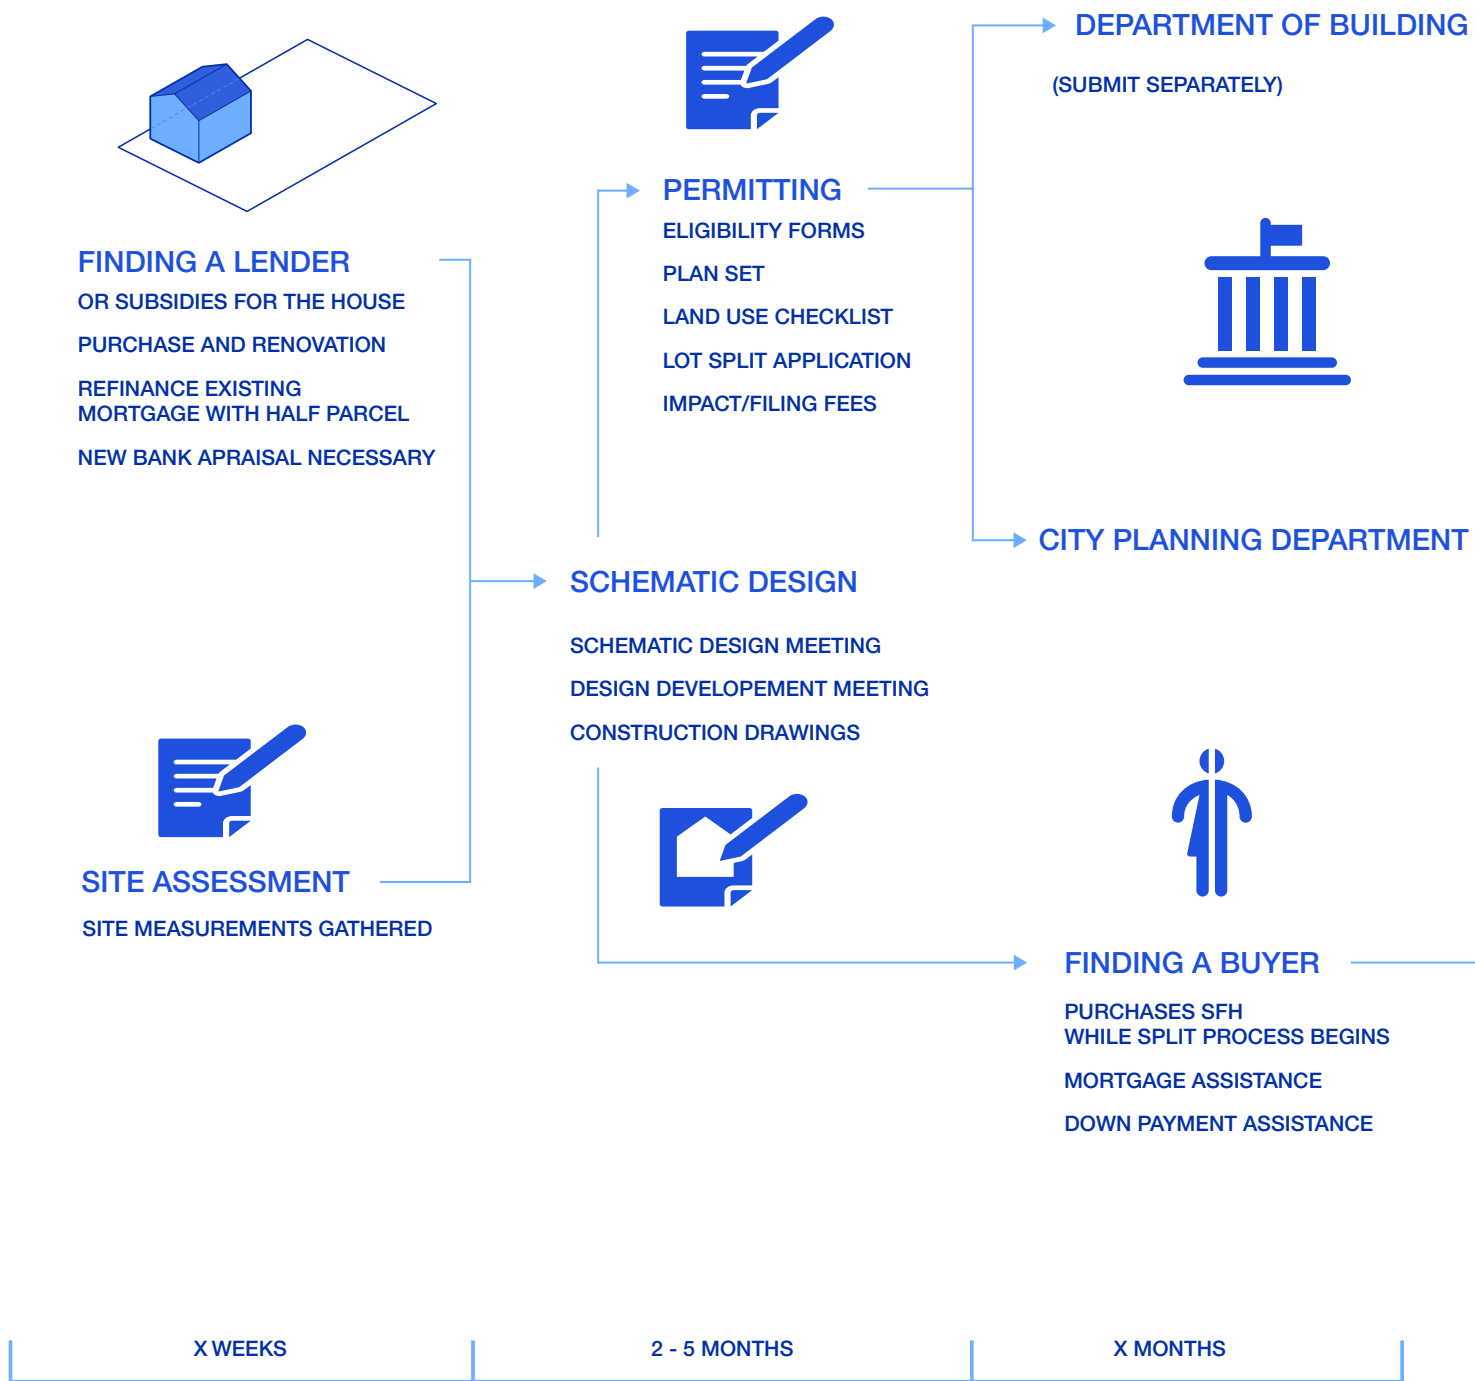 FINDING A LENDER
OR SUBSIDIES FOR THE HOUSE
PURCHASE AND RENOVATION
REFINANCE EXISTING
MORTGAGE WITH HALF PARCEL
NEW BANK APRAISAL NECESSARY
SITE ASSESSMENT
SITE MEASUREMENTS GATHERED
SCHEMATIC DESIGN
SCHEMATIC DESIGN MEETING
DESIGN DEVELOPEMENT MEETING
CONSTRUCTION DRAWINGS
PERMITTING
ELIGIBILITY FORMS
PLAN SET
LAND USE CHECKLIST
LOT SPLIT APPLICATION
IMPACT/FILING FEES
DEPARTMENT OF BUILDING
(SUBMIT SEPARATELY)
CITY PLANNING DEPARTMENT
FINDING A BUYER
PURCHASES SFH
WHILE SPLIT PROCESS BEGINS
MORTGAGE ASSISTANCE
DOWN PAYMENT ASSISTANCE
X WEEKS
2 - 5 MONTHS
X MONTHS